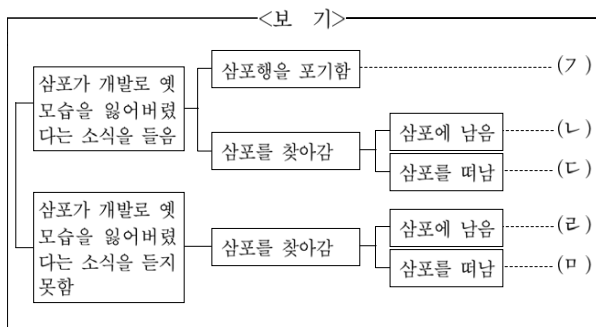 <보 기>
삼포가 개발로 옛
모습을 잃어버렸
다는 소식을 들음
삼포행을 포기함
(ㄱ)
삼포를 찾아감
삼포에 남음
(ㄴ)
삼포를 떠남
(ㄷ)
삼포가 개발로 옛
모습을 잃어버렸
다는 소식을 듣지
못함
삼포를 찾아감
삼포에 남음
(ㄹ)
삼포를 떠남
(ㅁ)